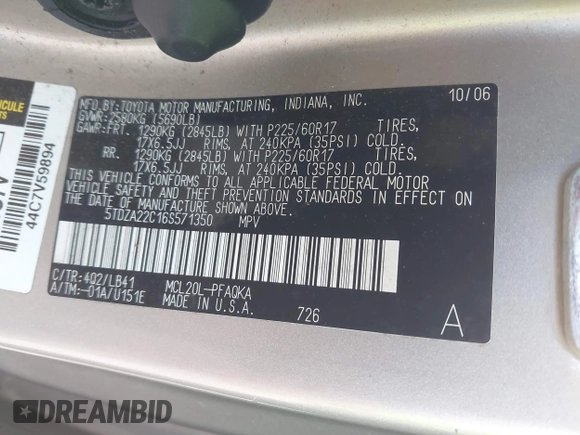 MFD.BY:TOYOTA MOTOR MANUFACTURING, INDIANA, INC. 10/06
GVWR: 2580KG (5690LB)
GAWR:FRT. 1290KG (2845LB) WITH P225/60R17 TIRES,
17X6.5JJ RIMS, AT 240KPA (35PSI) COLD.
RR. 1290KG (2845LB) WITH P225/60R17 TIRES,
17X6.5JJ RIMS, AT 240KPA (35PSI) COLD.
THIS VEHICLE CONFORMS TO ALL APPLICABLE FEDERAL MOTOR
VEHICLE SAFETY AND THEFT PREVENTION STANDARDS IN EFFECT ON
THE DATE OF MANUFACTURE SHOWN ABOVE.
5TDZA22C16S571350 MPV
C/TR:4Q2/LB41 MCL20L-PFAQKA
A/TM:-01A/U151E MADE IN U.S.A. 726 A
44C7V59894
DREAMBID